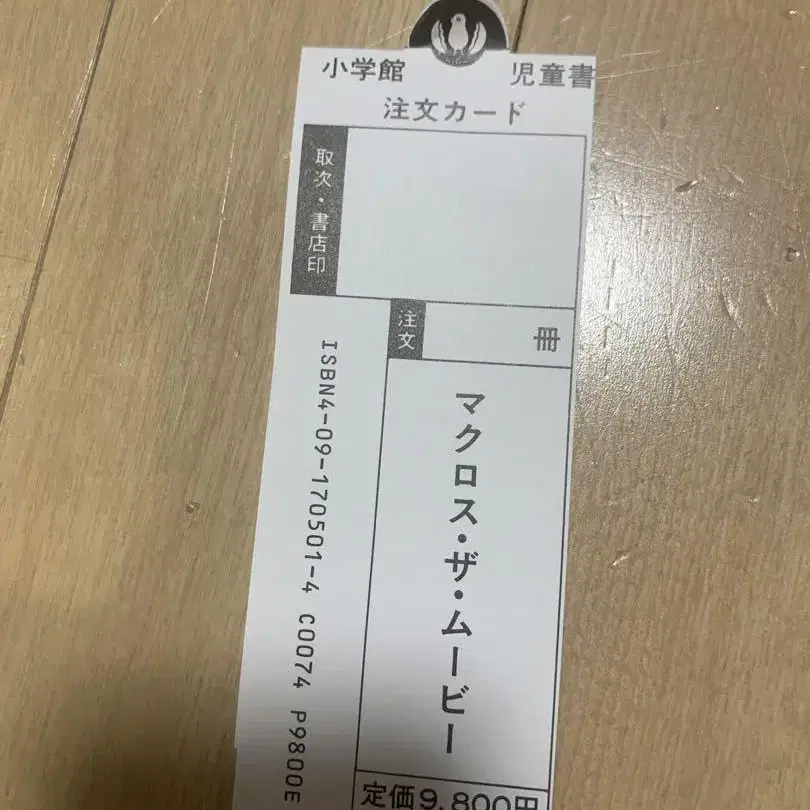 小学館 児童書
注文カード
取次・書店印
注文
冊
マクロス・ザ・ムービー
ISBN4-09-170501-4 C0074 P9800E
定価9,800円